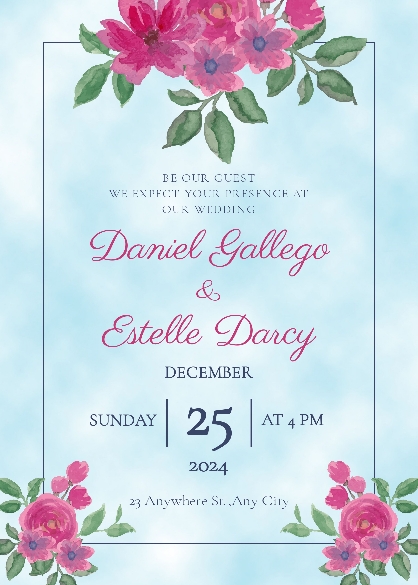 BE OUR GUEST
WE EXPECT YOUR PRESENCE AT
OUR WEDDING
Daniel Gallego
&
Estelle Darcy
DECEMBER
SUNDAY 25 AT 4 PM
2024
23 Anywhere St. ,Any City